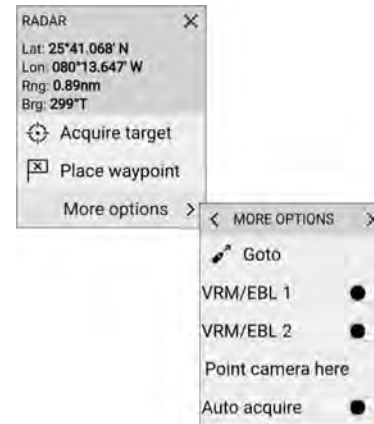 RADAR
Lat: 25°41.068' N
Lon: 080°13.647' W
Rng: 0.89nm
Brg: 299°T
Acquire target
Place waypoint
More options
MORE OPTIONS
Goto
VRM/EBL 1
VRM/EBL 2
Point camera here
Auto acquire